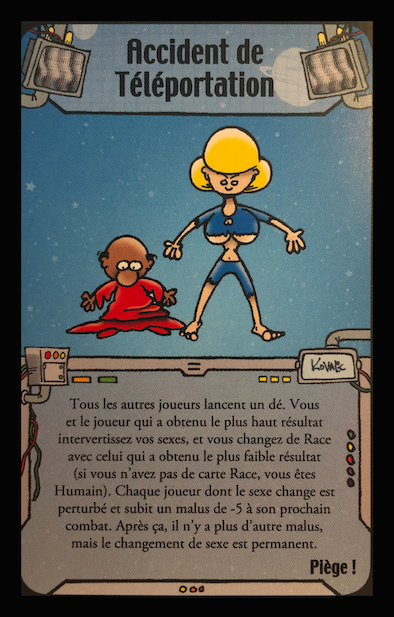 Accident de
Téléportation
KOVALIC
Tous les autres joueurs lancent un dé. Vous
et le joueur qui a obtenu le plus haut résultat
intervertissez vos sexes, et vous changez de Race
avec celui qui a obtenu le plus faible résultat
(si vous n'avez pas de carte Race, vous êtes
Humain). Chaque joueur dont le sexe change est
perturbé et subit un malus de -5 à son prochain
combat. Après ça, il n'y a plus d'autre malus,
mais le changement de sexe est permanent.
Piège !